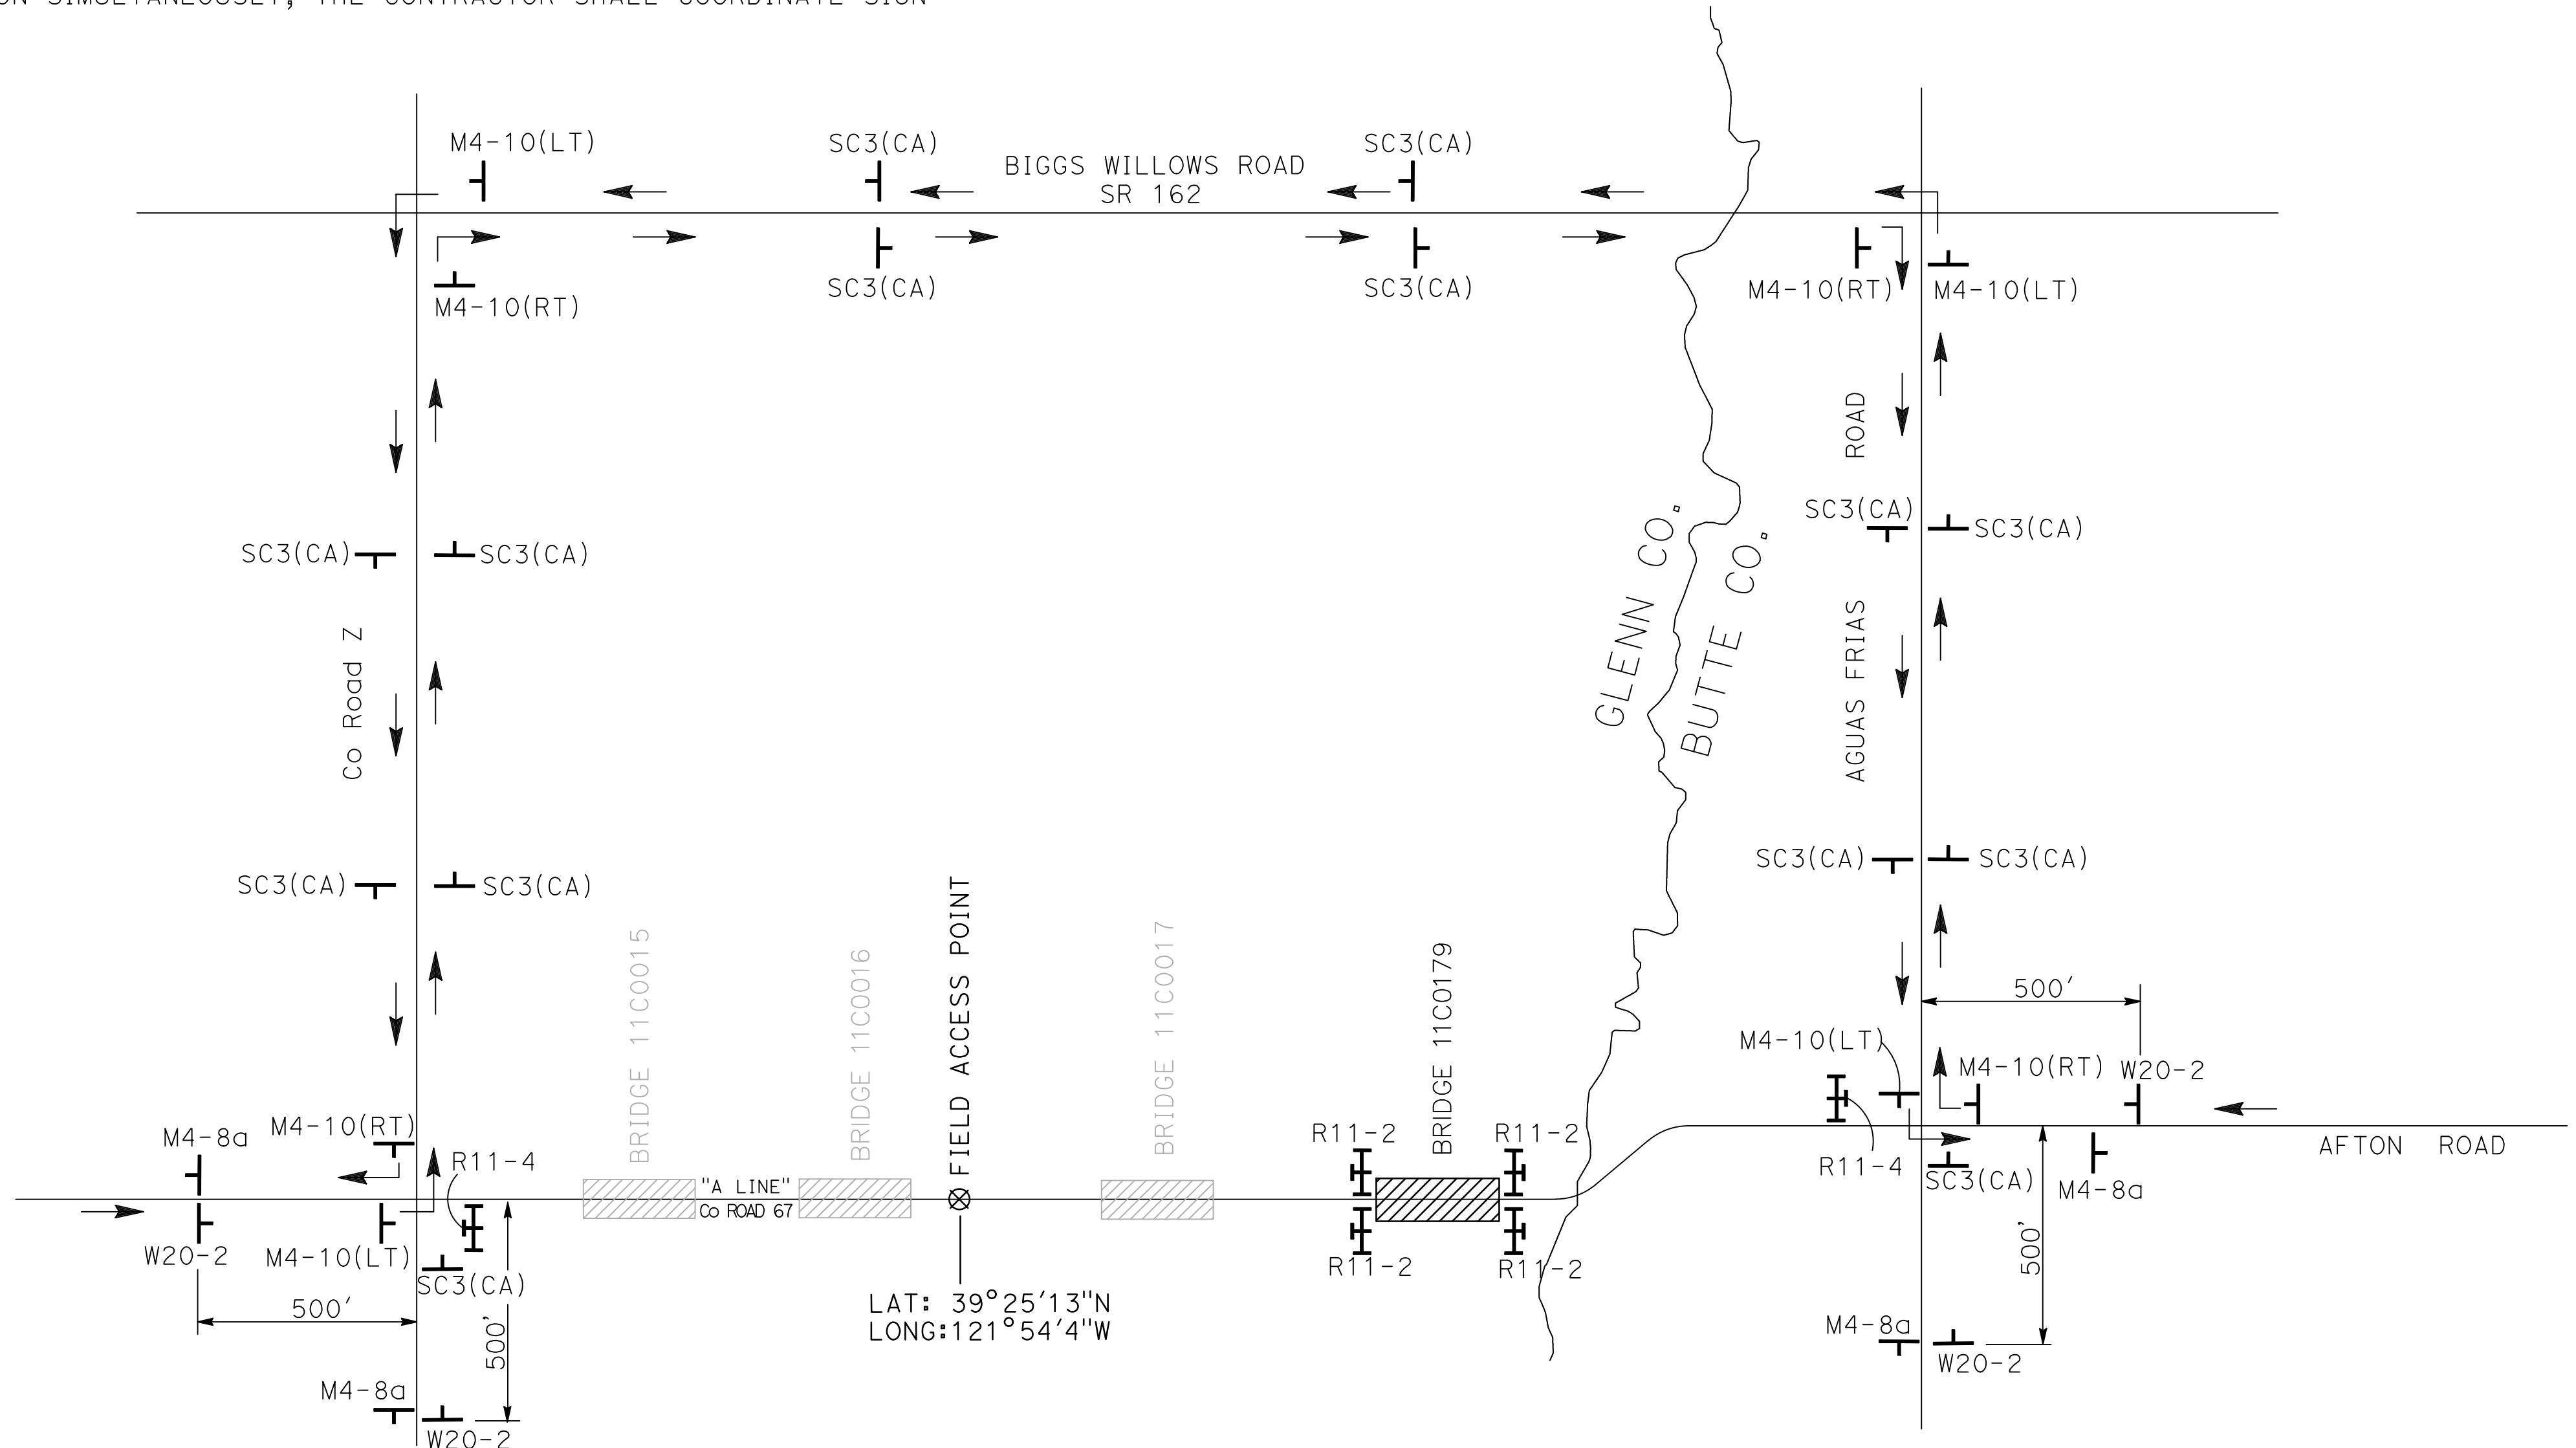 ON SIMULTANEOUSLY, THE CONTRACTOR SHALL COORDINATE SIGN
M4-10(LT)
SC3(CA)
SC3(CA)
BIGGS WILLOWS ROAD
SR 162
M4-10(RT)
SC3(CA)
SC3(CA)
M4-10(RT)
M4-10(LT)
ROAD
AGUAS FRIAS
SC3(CA)
SC3(CA)
GLENN CO.
BUTTE CO.
SC3(CA)
SC3(CA)
Co Road Z
SC3(CA)
SC3(CA)
SC3(CA)
SC3(CA)
BRIDGE 11C0015
BRIDGE 11C0016
FIELD ACCESS POINT
BRIDGE 11C0017
BRIDGE 11C0179
500'
M4-10(LT)
M4-10(RT)
W20-2
M4-8a
M4-10(RT)
R11-4
R11-2
R11-2
R11-4
AFTON ROAD
SC3(CA)
M4-8a
"A LINE"
Co ROAD 67
W20-2
M4-10(LT)
SC3(CA)
R11-2
R11-2
500'
500'
500'
LAT: 39°25'13"N
LONG:121°54'4"W
M4-8a
W20-2
M4-8a
W20-2